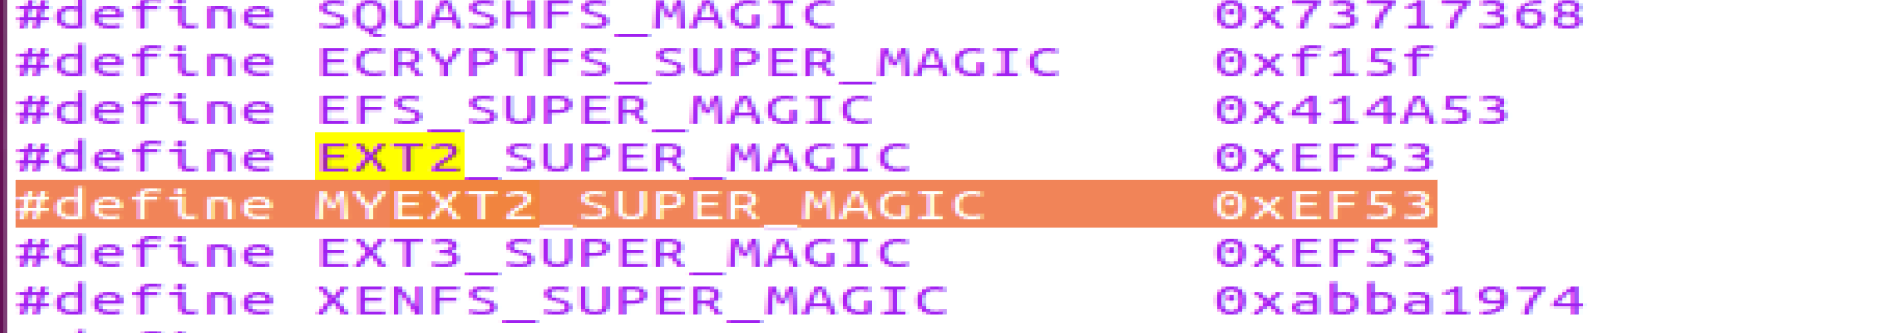 #define SQUASHFS_MAGIC 0x73717368
#define ECRYPTFS_SUPER_MAGIC 0xf15f
#define EFS_SUPER_MAGIC 0x414A53
#define EXT2_SUPER_MAGIC 0xEF53
#define MYEXT2_SUPER_MAGIC 0xEF53
#define EXT3_SUPER_MAGIC 0xEF53
#define XENFS_SUPER_MAGIC 0xabba1974